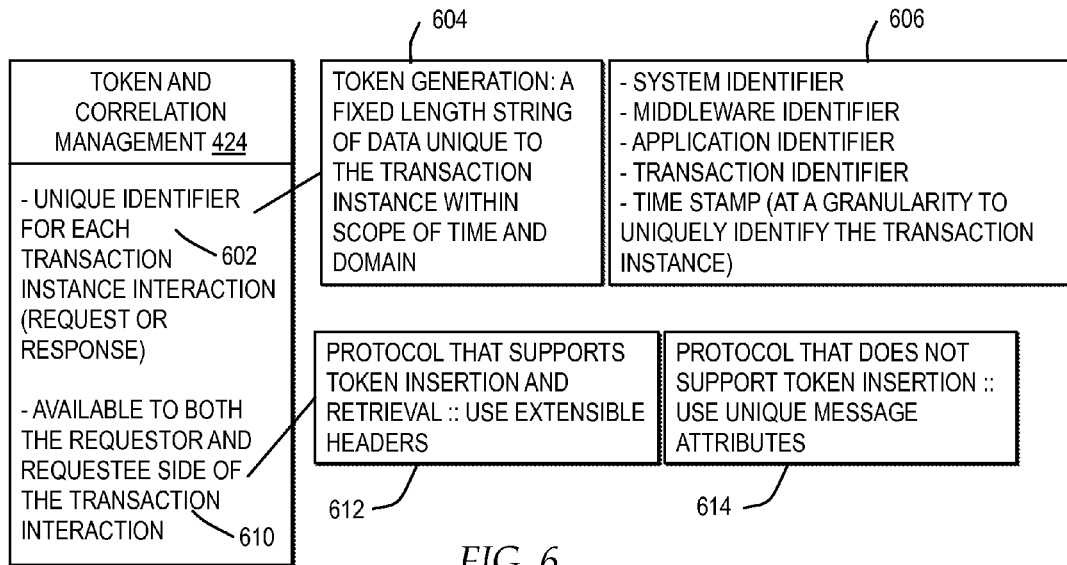 604
606
TOKEN AND
CORRELATION
MANAGEMENT 424
- UNIQUE IDENTIFIER
FOR EACH
TRANSACTION
INSTANCE INTERACTION
(REQUEST OR
RESPONSE)
602
- AVAILABLE TO BOTH
THE REQUESTOR AND
REQUESTEE SIDE OF
THE TRANSACTION
INTERACTION
610
TOKEN GENERATION: A
FIXED LENGTH STRING
OF DATA UNIQUE TO
THE TRANSACTION
INSTANCE WITHIN
SCOPE OF TIME AND
DOMAIN
- SYSTEM IDENTIFIER
- MIDDLEWARE IDENTIFIER
- APPLICATION IDENTIFIER
- TRANSACTION IDENTIFIER
- TIME STAMP (AT A GRANULARITY TO
UNIQUELY IDENTIFY THE TRANSACTION
INSTANCE)
PROTOCOL THAT SUPPORTS
TOKEN INSERTION AND
RETRIEVAL :: USE EXTENSIBLE
HEADERS
612
PROTOCOL THAT DOES NOT
SUPPORT TOKEN INSERTION ::
USE UNIQUE MESSAGE
ATTRIBUTES
614
FIG. 6